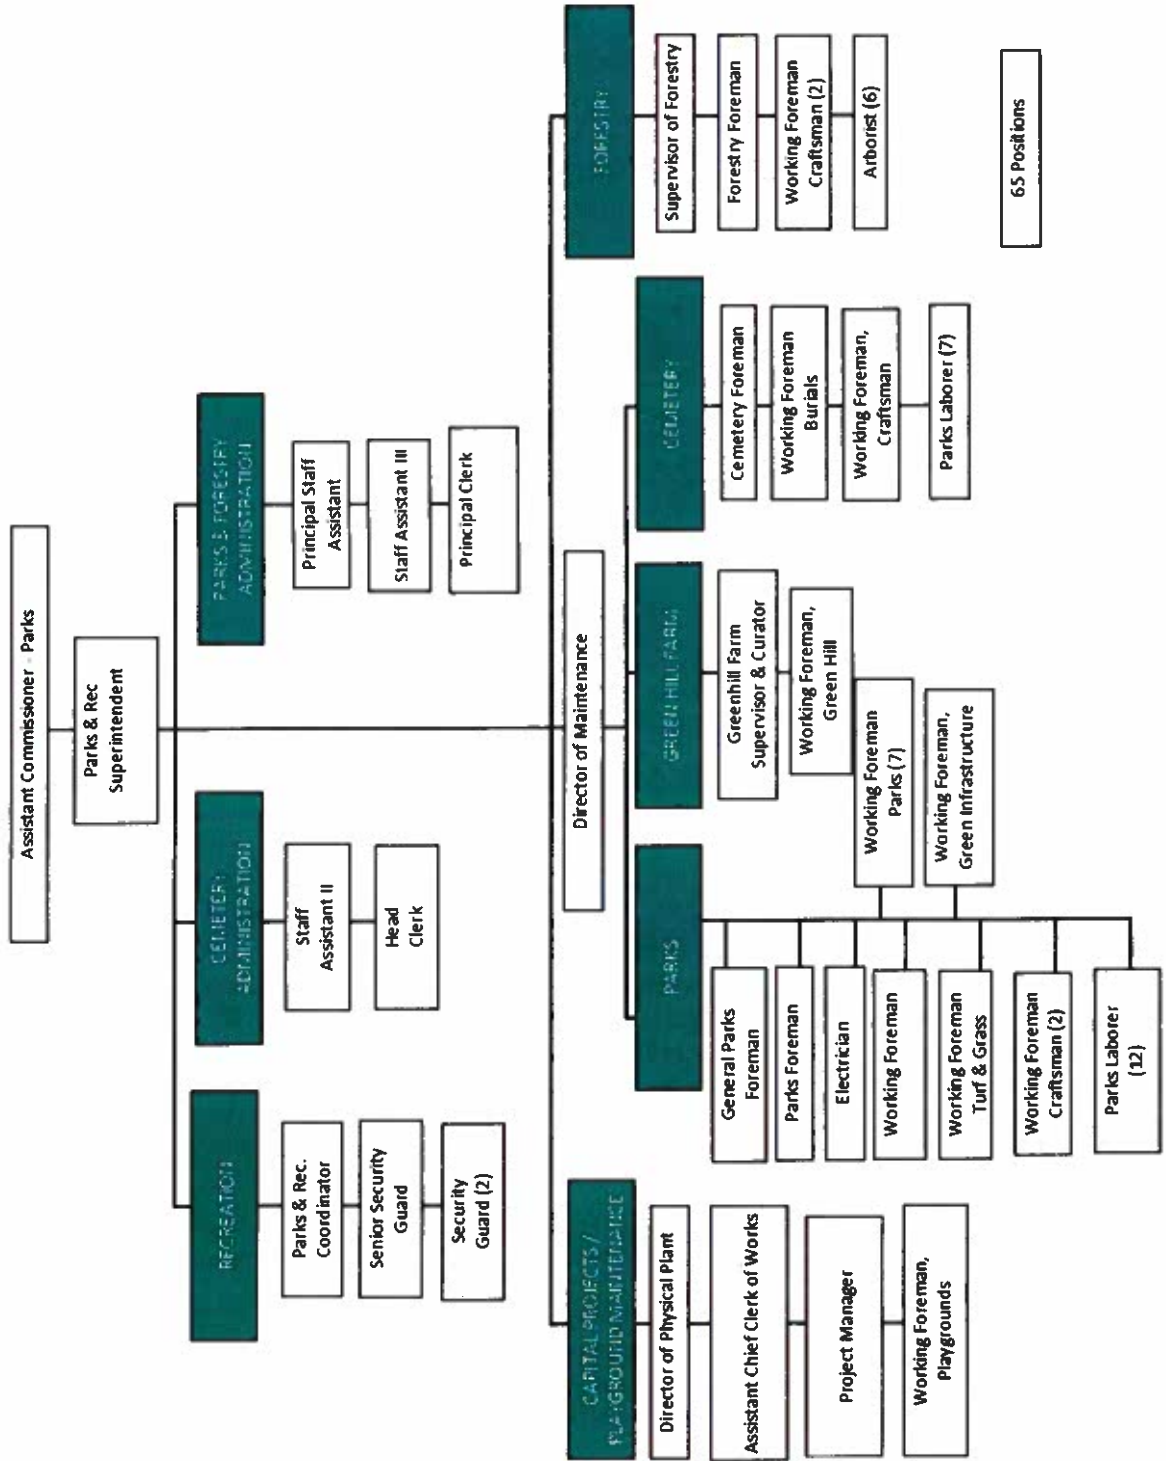 Assistant Commissioner - Parks
Parks & Rec
Superintendent
RECREATION
Parks & Rec.
Coordinator
Senior Security
Guard
Security
Guard (2)
CEMETERY
ADMINISTRATION
Staff
Assistant II
Head
Clerk
PARKS & FORESTRY
ADMINISTRATION
Principal Staff
Assistant
Staff Assistant III
Principal Clerk
Director of Maintenance
CAPITAL PROJECTS /
PLAYGROUND MAINTENANCE
Director of Physical Plant
Assistant Chief Clerk of Works
Project Manager
Working Foreman,
Playgrounds
PARKS
General Parks
Foreman
Parks Foreman
Electrician
Working Foreman
Working Foreman
Turf & Grass
Working Foreman
Craftsman (2)
Parks Laborer
(12)
Working Foreman
Parks (7)
Working Foreman,
Green Infrastructure
GREEN HILL FARM
Greenhill Farm
Supervisor & Curator
Working Foreman,
Green Hill
CEMETERY
Cemetery Foreman
Working Foreman
Burials
Working Foreman,
Craftsman
Parks Laborer (7)
FORESTRY
Supervisor of Forestry
Forestry Foreman
Working Foreman
Craftsman (2)
Arborist (6)
65 Positions